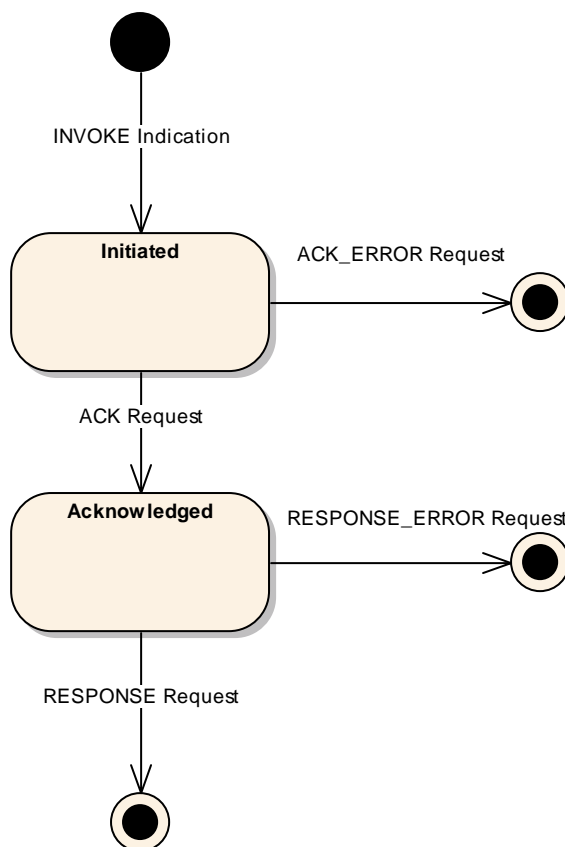 INVOKE Indication
Initiated
ACK_ERROR Request
ACK Request
Acknowledged
RESPONSE_ERROR Request
RESPONSE Request